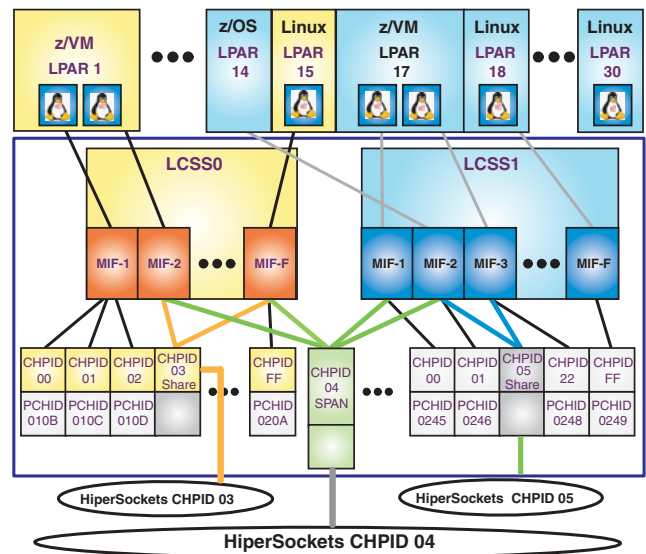 z/VM
LPAR 1
z/OS
LPAR
14
Linux
LPAR
15
z/VM
LPAR
17
Linux
LPAR
18
Linux
LPAR
30
LCSS0
LCSS1
MIF-1
MIF-2
MIF-F
MIF-1
MIF-2
MIF-3
MIF-F
CHPID
00
CHPID
01
CHPID
02
CHPID
03
Share
CHPID
FF
CHPID
04
SPAN
CHPID
00
CHPID
01
CHPID
05
Share
CHPID
22
CHPID
FF
PCHID
010B
PCHID
010C
PCHID
010D
PCHID
020A
PCHID
0245
PCHID
0246
PCHID
0248
PCHID
0249
HiperSockets CHPID 03
HiperSockets CHPID 05
HiperSockets CHPID 04